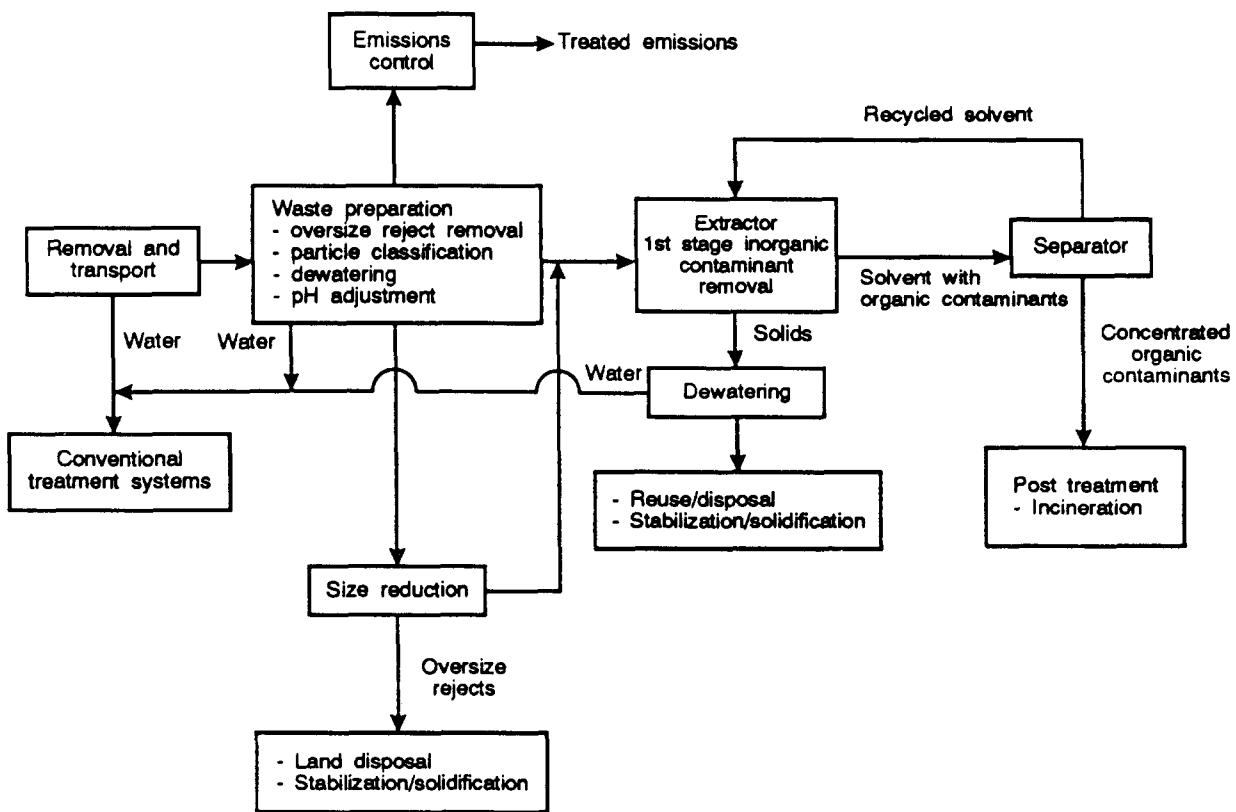 Emissions
control
Treated emissions
Recycled solvent
Removal and
transport
Waste preparation
- oversize reject removal
- particle classification
- dewatering
- pH adjustment
Extractor
1st stage inorganic
contaminant
removal
Separator
Solvent with
organic contaminants
Water
Water
Solids
Concentrated
organic
contaminants
Water
Dewatering
Conventional
treatment systems
- Reuse/disposal
- Stabilization/solidification
Post treatment
- Incineration
Size reduction
Oversize
rejects
- Land disposal
- Stabilization/solidification